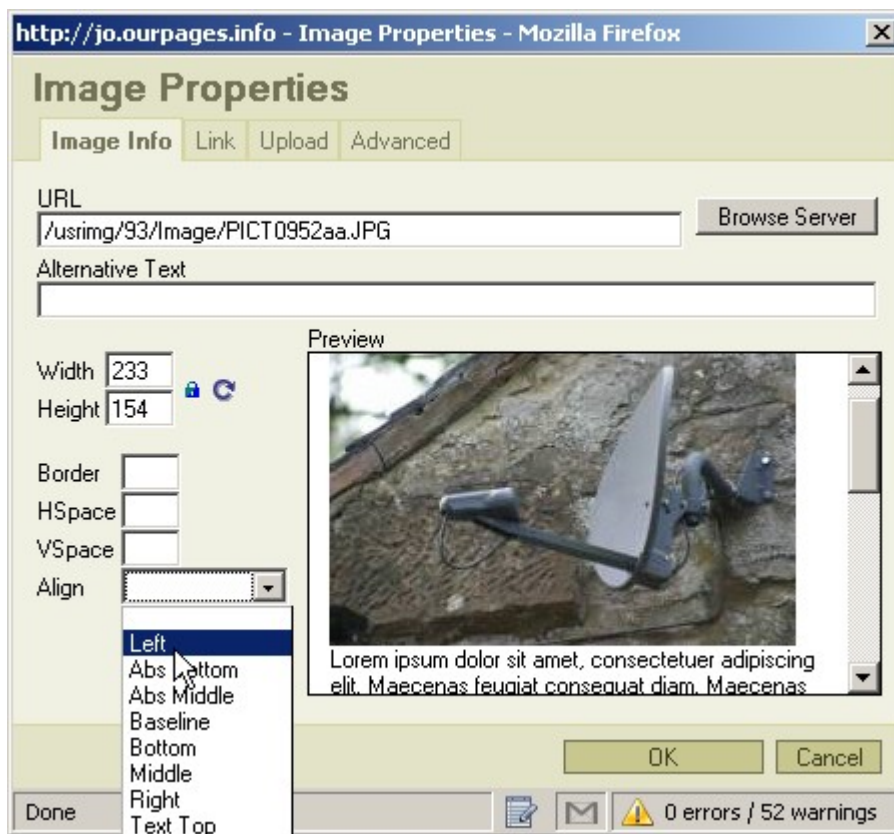 http://jo.ourpages.info - Image Properties - Mozilla Firefox
Image Properties
Image Info Link Upload Advanced
URL
/usrimg/93/Image/PICT0952aa.JPG
Browse Server
Alternative Text
Preview
Width 233
Height 154
Border
HSpace
VSpace
Align
Left
Abs Bottom
Abs Middle
Baseline
Bottom
Middle
Right
Text Top
Lorem ipsum dolor sit amet, consectetuer adipiscing
elit. Maecenas feugiat consequat diam. Maecenas
OK Cancel
Done
0 errors / 52 warnings